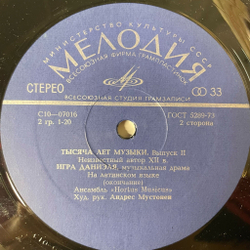 МИНИСТЕРСТВО КУЛЬТУРЫ СССР
МЕЛОДИЯ
ВСЕСОЮЗНАЯ ФИРМА ГРАМПЛАСТИНОК
СТЕРЕО
33
ВСЕСОЮЗНАЯ СТУДИЯ ГРАМЗАПИСИ
С10—07016
ГОСТ 5289-73
2 гр. 1-20
2 сторона
ТЫСЯЧА ЛЕТ МУЗЫКИ. Выпуск II
Неизвестный автор XII в.
ИГРА ДАНИЭЛЯ, музыкальная драма
На латинском языке
(окончание)
Ансамбль «Hortus Musicus»
Худ. рук. Андрес Мустонен